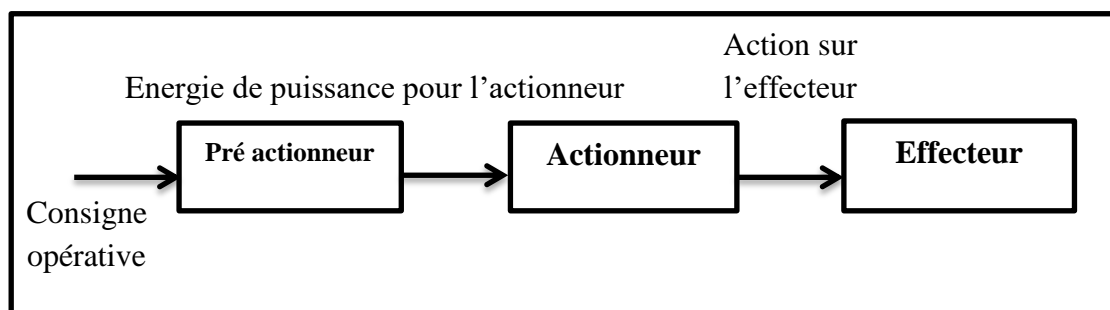 Action sur
l’effecteur
Energie de puissance pour l’actionneur
Pré actionneur
Actionneur
Effecteur
Consigne
opérative